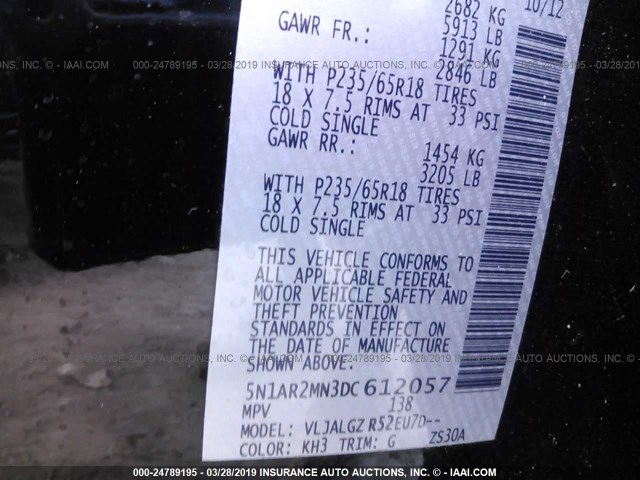 10/12
2682 KG
5913 LB
GAWR FR.: 1291 KG
2846 LB
WITH P235/65R18 TIRES
18 X 7.5 RIMS AT 33 PSI
COLD SINGLE
GAWR RR.: 1454 KG
3205 LB
WITH P235/65R18 TIRES
18 X 7.5 RIMS AT 33 PSI
COLD SINGLE
THIS VEHICLE CONFORMS TO
ALL APPLICABLE FEDERAL
MOTOR VEHICLE SAFETY AND
THEFT PREVENTION
STANDARDS IN EFFECT ON
THE DATE OF MANUFACTURE
SHOWN ABOVE:
5N1AR2MN3DC612057
MPV 138
MODEL: VLJALGZ R52EU7D--
COLOR: KH3 TRIM: G ZS30A
000-24789195 - 03/28/2019 INSURANCE AUTO AUCTIONS, INC. - © - IAAI.COM